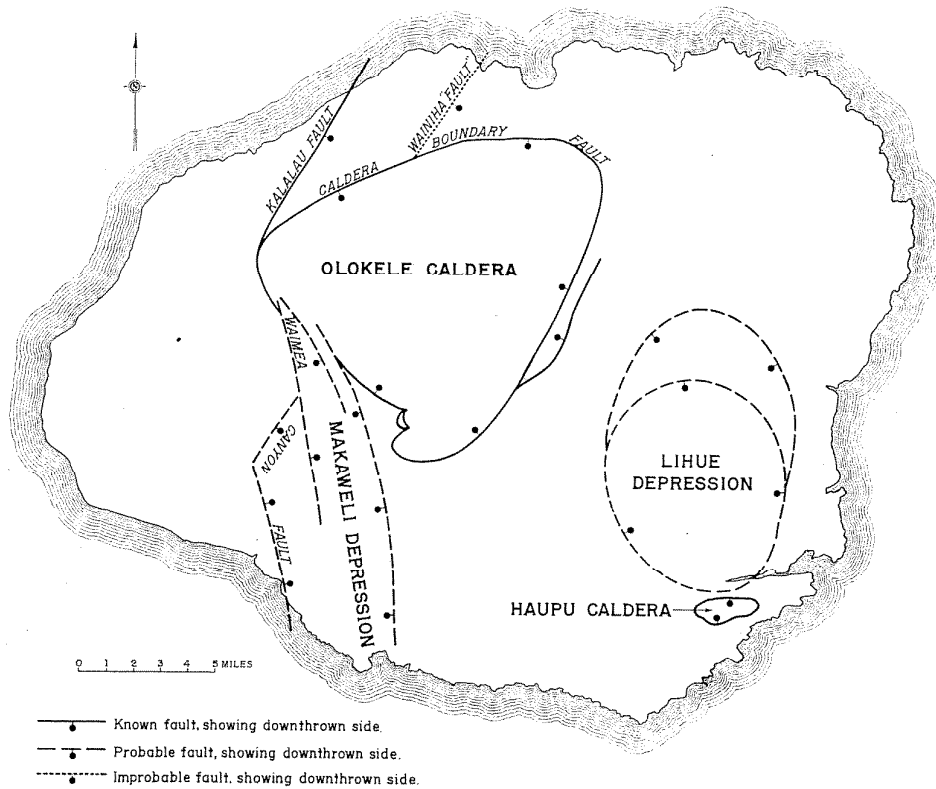 KALALAU FAULT
WAINIHA FAULT
CALDERA BOUNDARY FAULT
OLOKELE CALDERA
WAIMEA CANYON FAULT
MAKAWELI DEPRESSION
LIHUE
DEPRESSION
HAUPU CALDERA
0 1 2 3 4 5 MILES
Known fault, showing downthrown side.
Probable fault, showing downthrown side.
Improbable fault, showing downthrown side.